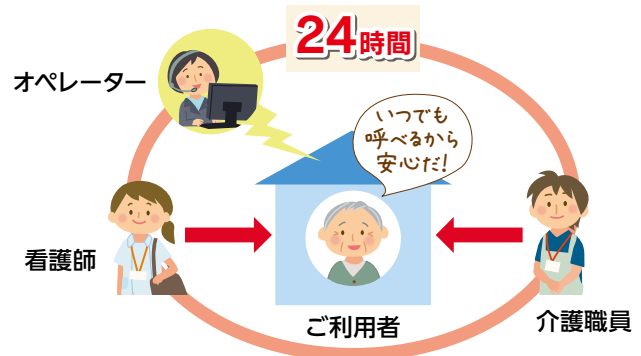 24時間
オペレーター
いつでも
呼べるから
安心だ!
看護師
ご利用者
介護職員